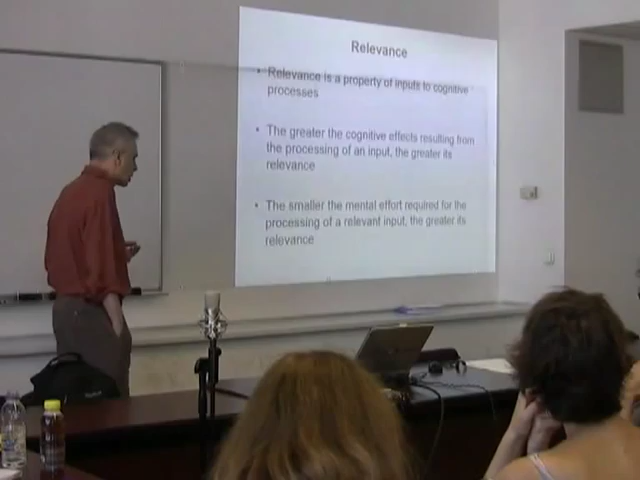 Relevance
• Relevance is a property of inputs to cognitive
processes
• The greater the cognitive effects resulting from
the processing of an input, the greater its
relevance
• The smaller the mental effort required for the
processing of a relevant input, the greater its
relevance